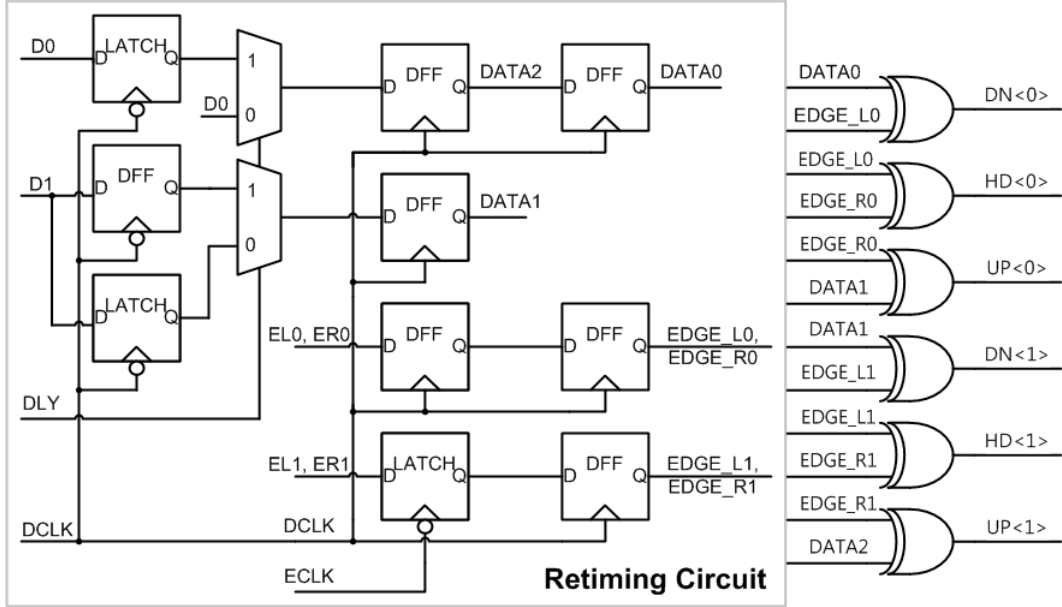 D0
D LATCH Q
1
D0
0
D DFF Q
DATA2
D DFF Q
DATA0
D1
D DFF Q
1
0
D DFF Q
DATA1
D LATCH Q
EL0, ER0
D DFF Q
D DFF Q
EDGE_L0,
EDGE_R0
DLY
EL1, ER1
D LATCH Q
D DFF Q
EDGE_L1,
EDGE_R1
DCLK
DCLK
ECLK
Retiming Circuit
DATA0
EDGE_L0
DN<0>
EDGE_L0
EDGE_R0
HD<0>
EDGE_R0
DATA1
UP<0>
DATA1
EDGE_L1
DN<1>
EDGE_L1
EDGE_R1
HD<1>
EDGE_R1
DATA2
UP<1>